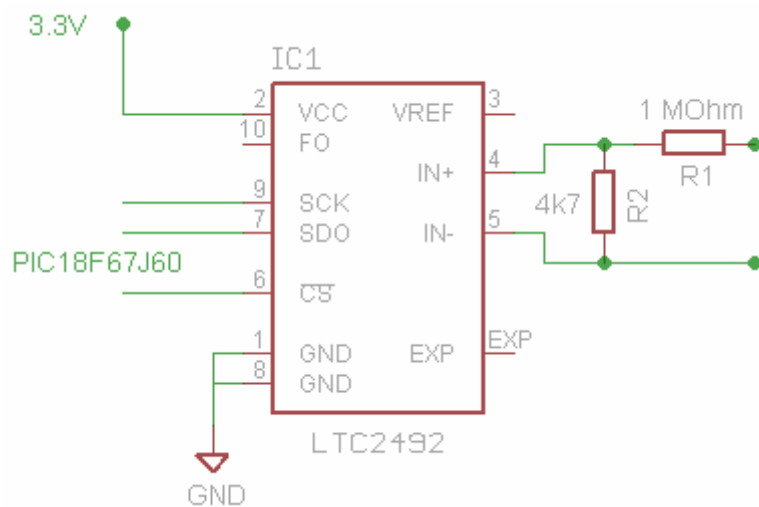 3.3V
IC1
2
VCC
VREF
3
1 MOhm
10
FO
4
IN+
R1
9
SCK
4k7
R2
7
SDO
IN-
5
PIC18F67J60
6
CS
1
GND
EXP
EXP
8
GND
LTC2492
GND